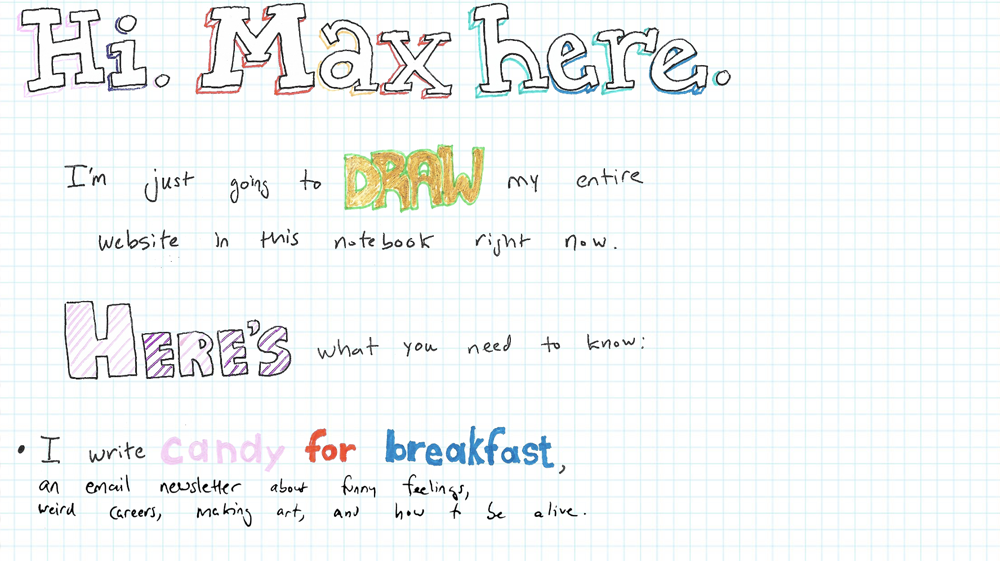 Hi. Max here.
I'm just going to DRAW my entire
website in this notebook right now.
HERE'S what you need to know:
• I write candy for breakfast,
an email newsletter about funny feelings,
weird careers, making art, and how to be alive.